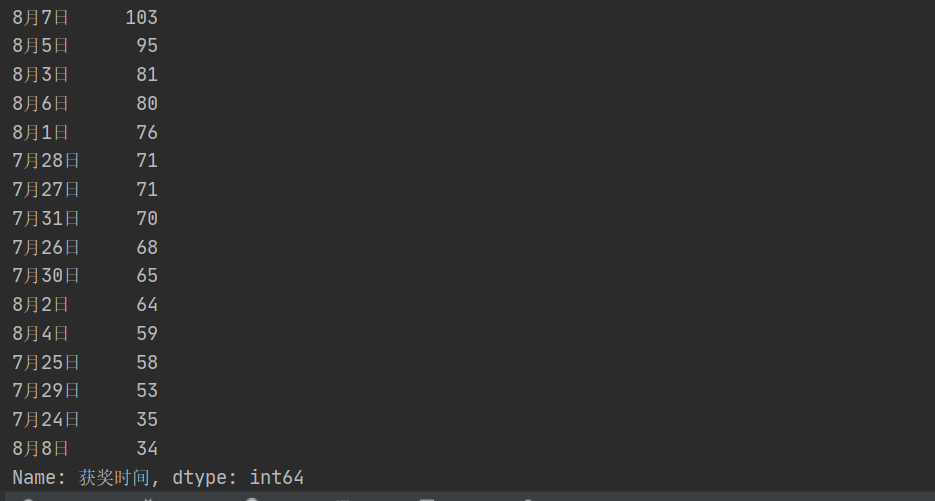 8月7日 103
8月5日 95
8月3日 81
8月6日 80
8月1日 76
7月28日 71
7月27日 71
7月31日 70
7月26日 68
7月30日 65
8月2日 64
8月4日 59
7月25日 58
7月29日 53
7月24日 35
8月8日 34
Name: 获奖时间, dtype: int64